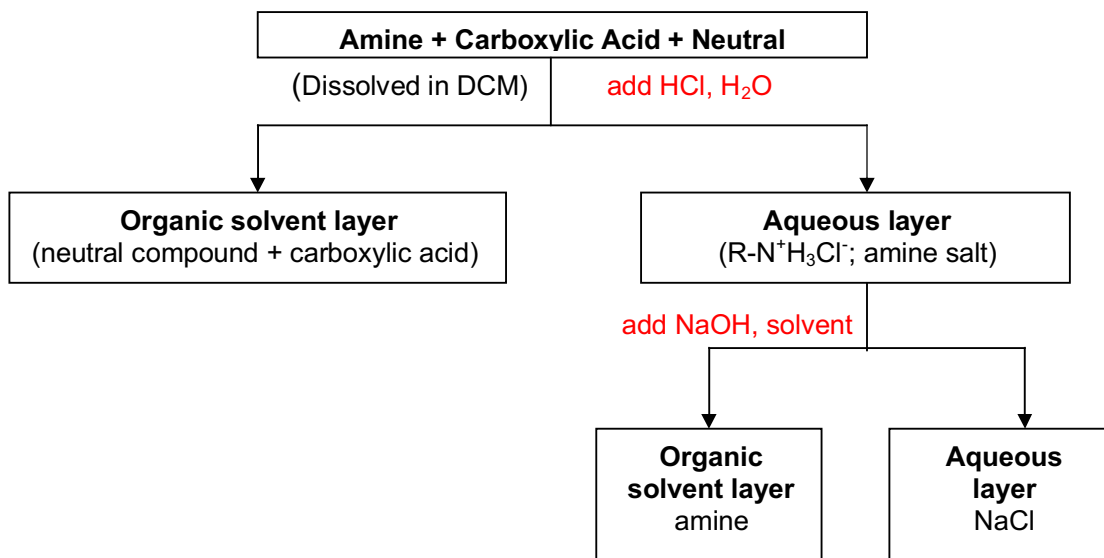 Amine + Carboxylic Acid + Neutral
(Dissolved in DCM) add HCl, H₂O
Organic solvent layer
(neutral compound + carboxylic acid)
Aqueous layer
(R-N⁺H₃Cl⁻; amine salt)
add NaOH, solvent
Organic
solvent layer
amine
Aqueous
layer
NaCl